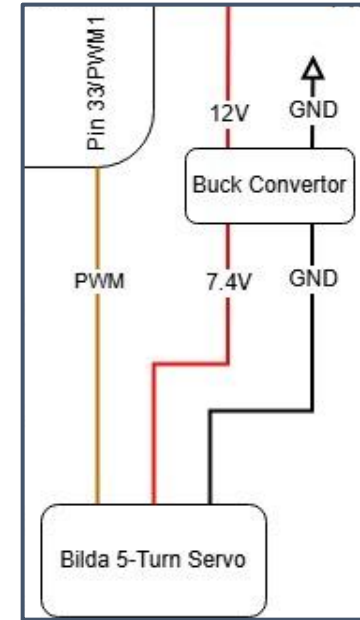 Pin 33/PWM1
12V
GND
Buck Convertor
PWM
7.4V
GND
Bilda 5-Turn Servo